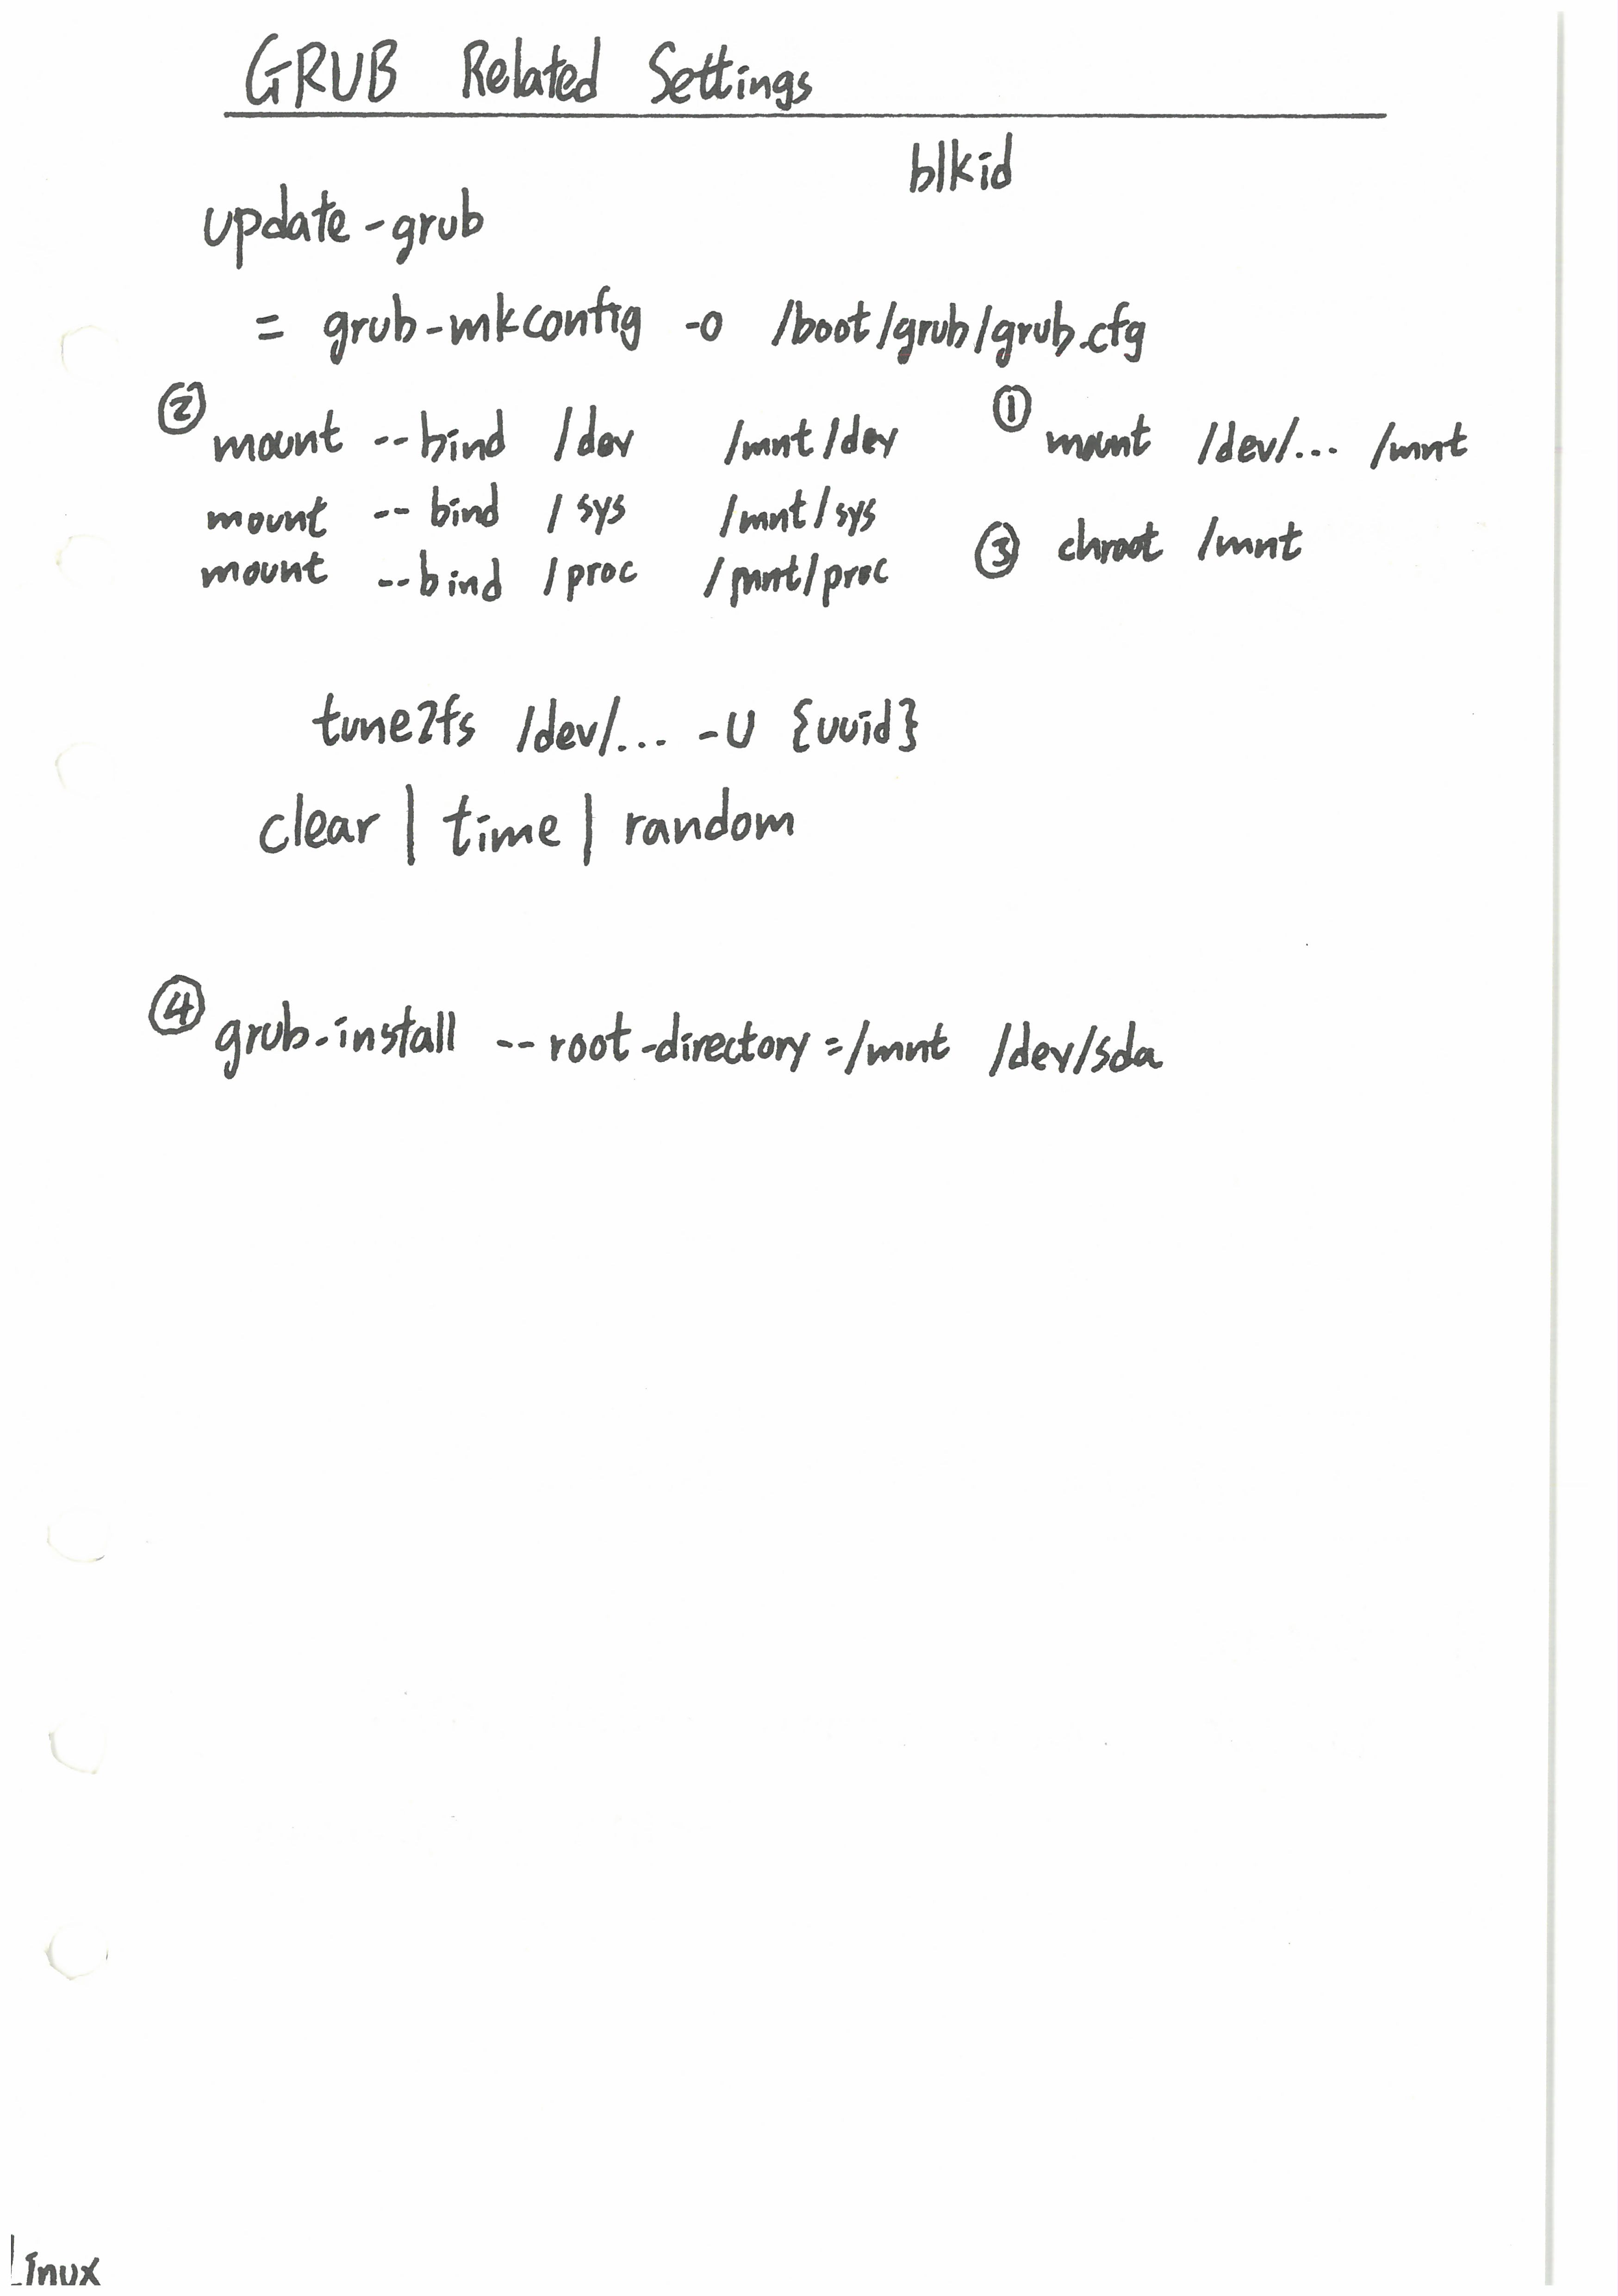 GRUB Related Settings
blkid
update-grub
= grub-mkconfig -o /boot/grub/grub.cfg
② mount --bind /dev /mnt/dev
mount --bind /sys /mnt/sys
mount --bind /proc /mnt/proc
① mount /dev/... /mnt
③ chroot /mnt
tune2fs /dev/... -U {uuid}
clear | time | random
④ grub-install --root-directory=/mnt /dev/sda
Linux